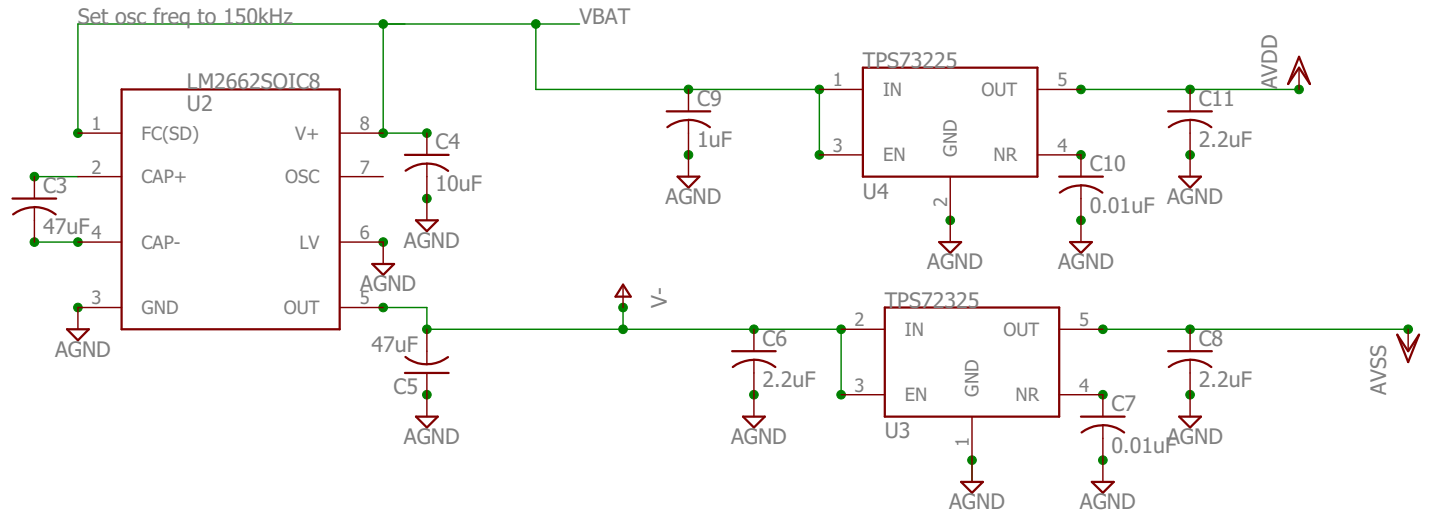 Set osc freq to 150kHz
VBAT
LM2662SOIC8
U2
1 FC(SD) V+ 8
2 CAP+ OSC 7
4 CAP- LV 6
3 GND OUT 5
C3
47uF
C4
10uF
AGND
AGND
AGND
47uF
C5
AGND
V-
TPS73225
1 IN OUT 5
GND
3 EN NR 4
U4
2
AGND
C9
1uF
AGND
C10
0.01uF
AGND
C11
2.2uF
AGND
AVDD
TPS72325
2 IN OUT 5
GND
3 EN NR 4
U3
1
AGND
C6
2.2uF
AGND
C7
0.01uF
AGND
C8
2.2uF
AGND
AVSS